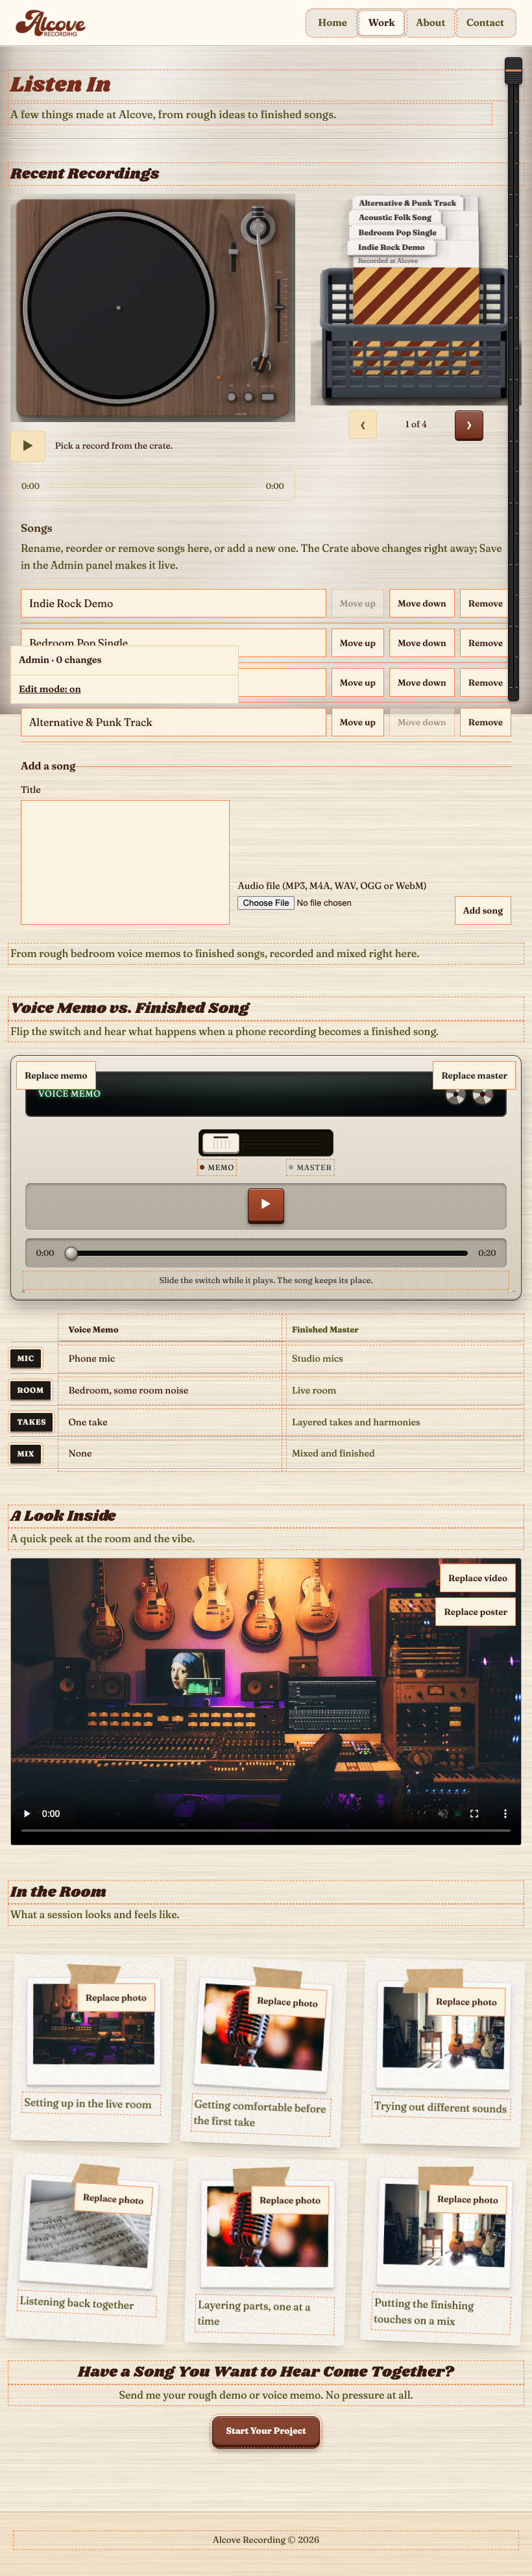 Alcove
RECORDING
Home
Work
About
Contact
Listen In
A few things made at Alcove, from rough ideas to finished songs.
Recent Recordings
Alternative & Punk Track
Acoustic Folk Song
Bedroom Pop Single
Indie Rock Demo
Recorded at Alcove
1 of 4
Pick a record from the crate.
0:00
0:00
Songs
Rename, reorder or remove songs here, or add a new one. The Crate above changes right away; Save
in the Admin panel makes it live.
Indie Rock Demo
Move up
Move down
Remove
Bedroom Pop Single
Move up
Move down
Remove
Admin · 0 changes
Edit mode: on
Move up
Move down
Remove
Alternative & Punk Track
Move up
Move down
Remove
Add a song
Title
Audio file (MP3, M4A, WAV, OGG or WebM)
Choose File No file chosen
Add song
From rough bedroom voice memos to finished songs, recorded and mixed right here.
Voice Memo vs. Finished Song
Flip the switch and hear what happens when a phone recording becomes a finished song.
Replace memo
Replace master
VOICE MEMO
MEMO
MASTER
0:00
0:20
Slide the switch while it plays. The song keeps its place.
Voice Memo
Finished Master
MIC
Phone mic
Studio mics
ROOM
Bedroom, some room noise
Live room
TAKES
One take
Layered takes and harmonies
MIX
None
Mixed and finished
A Look Inside
A quick peek at the room and the vibe.
Replace video
Replace poster
0:00
In the Room
What a session looks and feels like.
Replace photo
Setting up in the live room
Replace photo
Getting comfortable before
the first take
Replace photo
Trying out different sounds
Replace photo
Listening back together
Replace photo
Layering parts, one at a
time
Replace photo
Putting the finishing
touches on a mix
Have a Song You Want to Hear Come Together?
Send me your rough demo or voice memo. No pressure at all.
Start Your Project
Alcove Recording © 2026